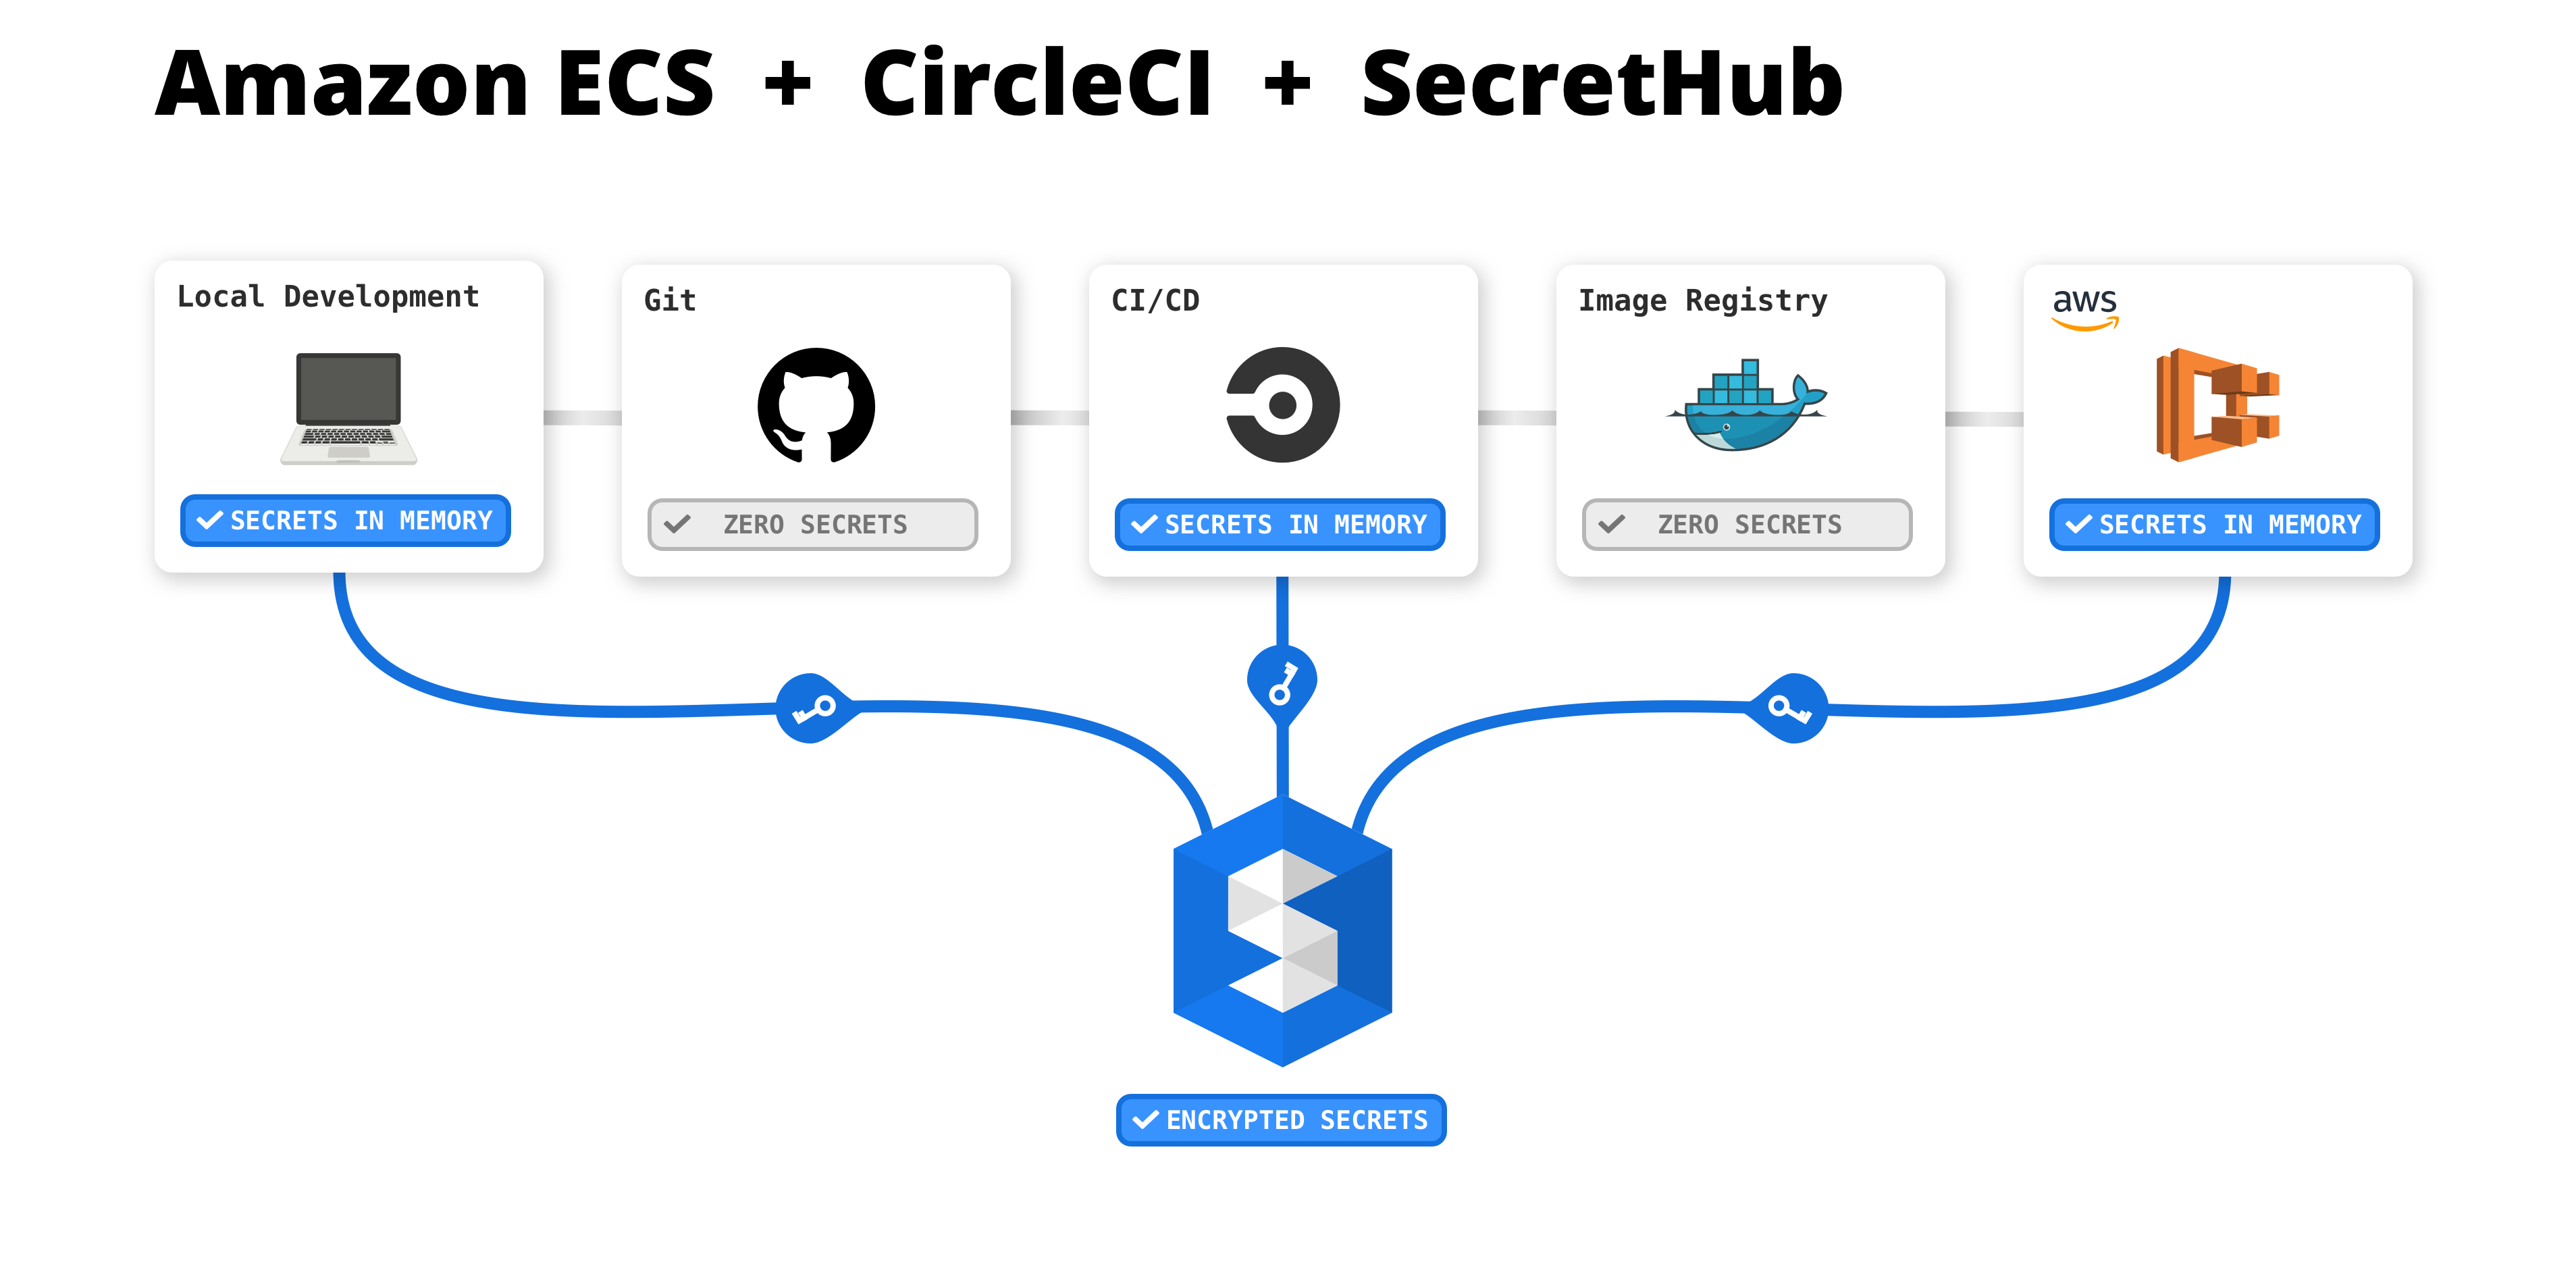 Amazon ECS + CircleCI + SecretHub
Local Development
SECRETS IN MEMORY
Git
ZERO SECRETS
CI/CD
SECRETS IN MEMORY
Image Registry
ZERO SECRETS
aws
SECRETS IN MEMORY
ENCRYPTED SECRETS